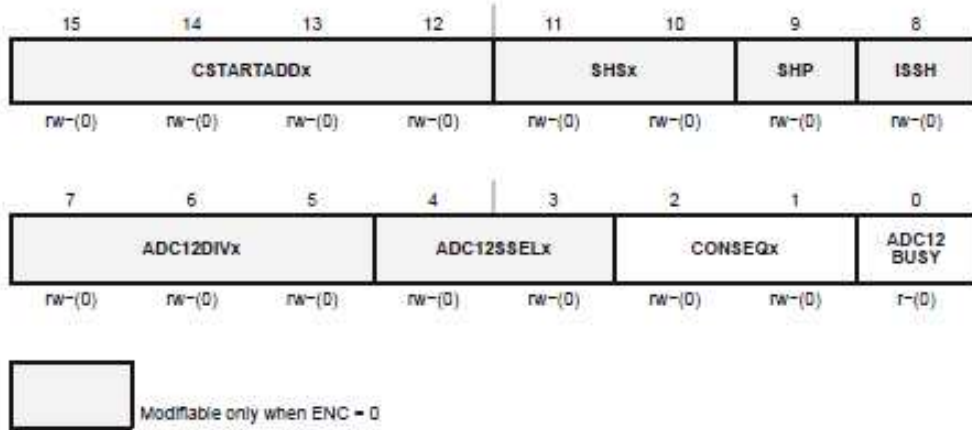 15 14 13 12 11 10 9 8
CSTARTADDx SHSx SHP ISSH
rw−(0) rw−(0) rw−(0) rw−(0) rw−(0) rw−(0) rw−(0) rw−(0)
7 6 5 4 3 2 1 0
ADC12DIVx ADC12SSELx CONSEQx ADC12
BUSY
rw−(0) rw−(0) rw−(0) rw−(0) rw−(0) rw−(0) rw−(0) r−(0)
Modifiable only when ENC = 0